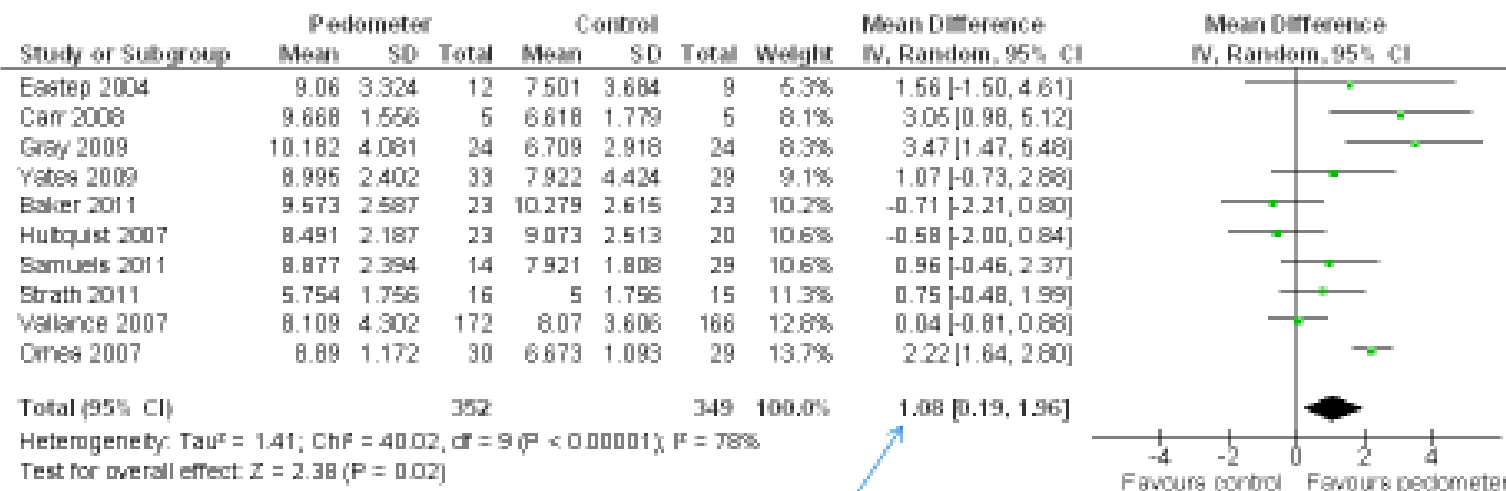 Pedometer Control Mean Difference Mean Difference
Study or Subgroup Mean SD Total Mean SD Total Weight IV, Random, 95% CI IV, Random, 95% CI
Eastep 2004 9.06 3.324 12 7.501 3.684 9 5.3% 1.56 [-1.50, 4.61]
Carr 2008 9.668 1.556 5 6.618 1.779 5 8.1% 3.05 [0.98, 5.12]
Gray 2009 10.182 4.081 24 6.709 2.918 24 8.3% 3.47 [1.47, 5.48]
Yates 2009 8.995 2.402 33 7.922 4.424 29 9.1% 1.07 [-0.73, 2.88]
Baker 2011 9.573 2.587 23 10.279 2.615 23 10.2% -0.71 [-2.21, 0.80]
Hultquist 2007 8.491 2.187 23 9.073 2.513 20 10.6% -0.58 [-2.00, 0.84]
Samuels 2011 8.877 2.394 14 7.921 1.808 29 10.6% 0.96 [-0.46, 2.37]
Strath 2011 5.754 1.756 16 5 1.756 15 11.3% 0.75 [-0.48, 1.99]
Vallance 2007 8.109 4.302 172 8.07 3.606 166 12.8% 0.04 [-0.81, 0.88]
2007 8.89 1.172 30 6.673 1.093 29 13.7% 2.22 [1.64, 2.80]
Total (95% CI) 352 349 100.0% 1.08 [0.19, 1.96]
Heterogeneity: Tau² = 1.41; Chi² = 40.02, df = 9 (P < 0.00001); I² = 78%
Test for overall effect: Z = 2.38 (P = 0.02)
-4 -2 0 2 4
Favours control Favours pedometer